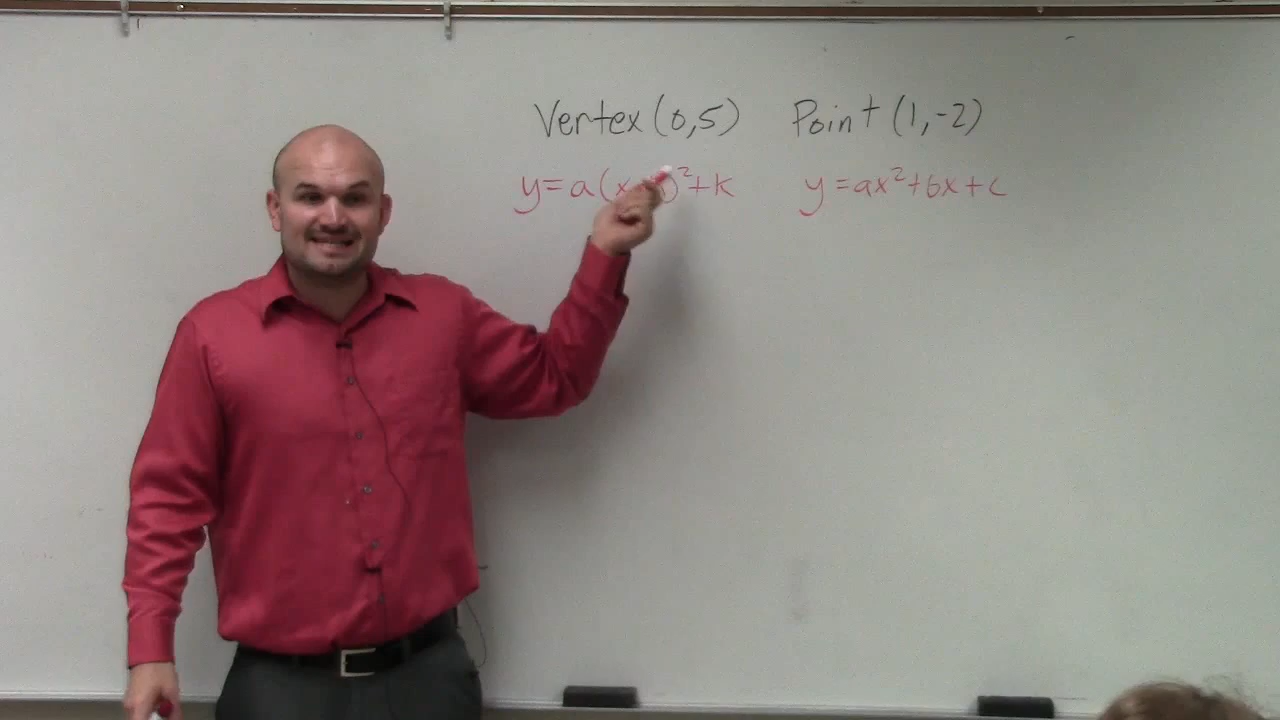 Vertex (0,5) Point (1,-2)
y=a(x )²+k y=ax²+bx+c